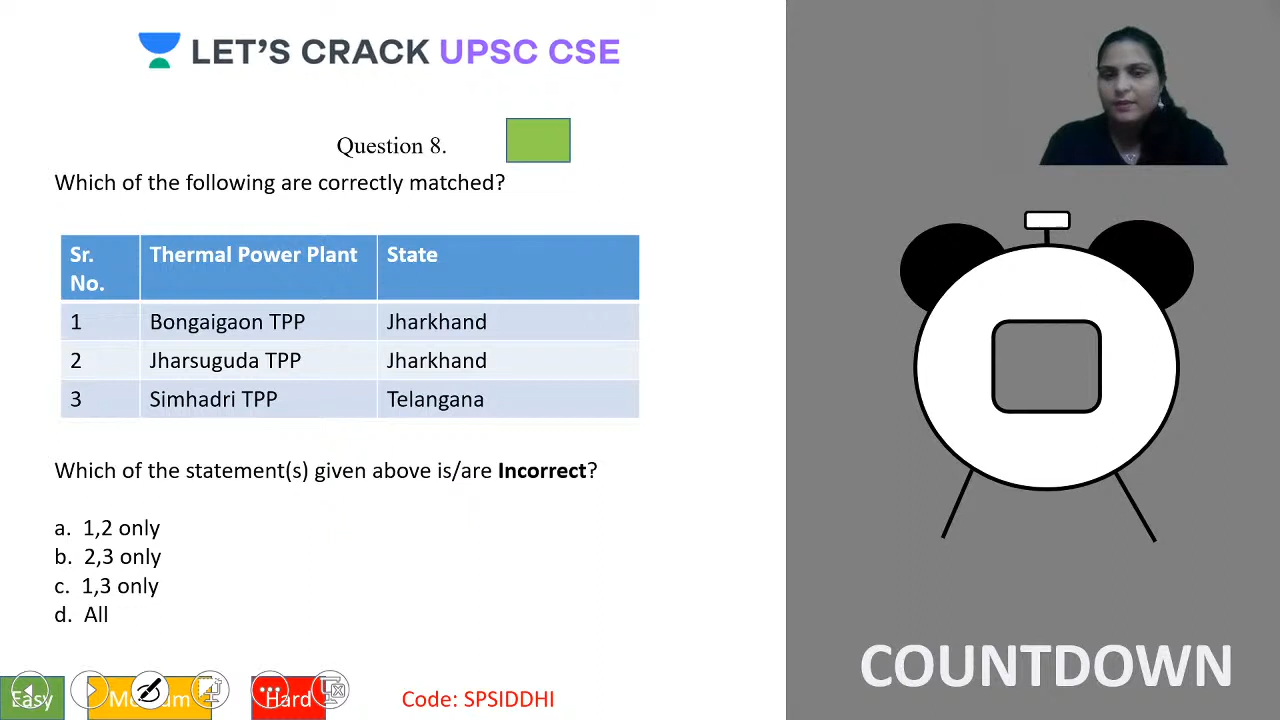 LET'S CRACK UPSC CSE
Question 8.
Which of the following are correctly matched?
Sr. No. Thermal Power Plant State
1 Bongaigaon TPP Jharkhand
2 Jharsuguda TPP Jharkhand
3 Simhadri TPP Telangana
Which of the statement(s) given above is/are Incorrect?
a. 1,2 only
b. 2,3 only
c. 1,3 only
d. All
Easy Medium Hard Code: SPSIDDHI
COUNTDOWN